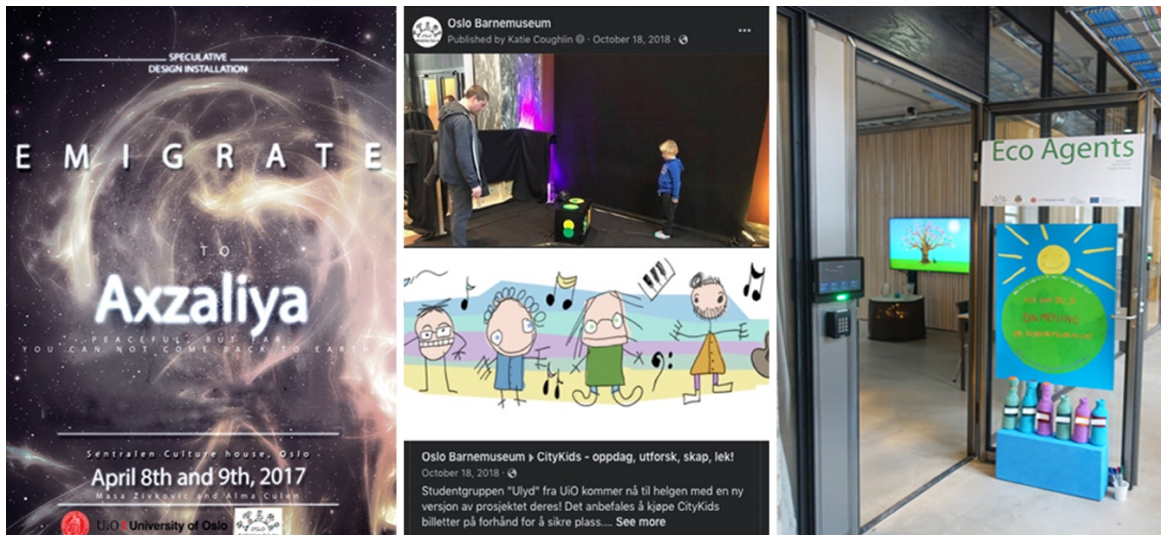 SPECULATIVE
DESIGN INSTALLATION
EMIGRATE
TO
Axzaliya
PEACEFUL, BUT FAR
YOU CAN NOT COME BACK TO EARTH
Sentralen Culture house, Oslo
April 8th and 9th, 2017
Masa Zivkovic and Alma Culen
UiO University of Oslo
Oslo Barnemuseum
Published by Katie Coughlin · October 18, 2018 ·
Oslo Barnemuseum ▸ CityKids - oppdag, utforsk, skap, lek!
October 18, 2018 ·
Studentgruppen "Ulyd" fra UiO kommer nå til helgen med en ny
versjon av prosjektet deres! Det anbefales å kjøpe CityKids
billetter på forhånd for å sikre plass.... See more
Eco Agents
DIN MENING